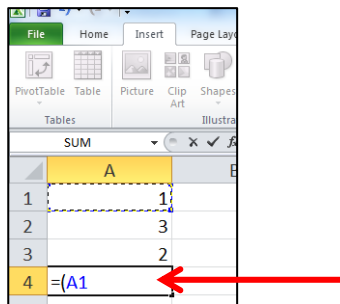 File Home Insert Page Layo
PivotTable Table Picture Clip Art Shapes
Tables Illustra
SUM
A
1 1
2 3
3 2
4 =(A1